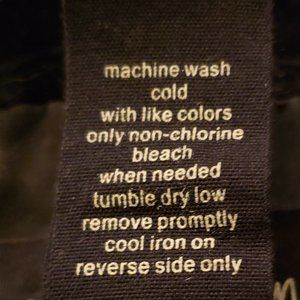 machine wash
cold
with like colors
only non-chlorine
bleach
when needed
tumble dry low
remove promptly
cool iron on
reverse side only